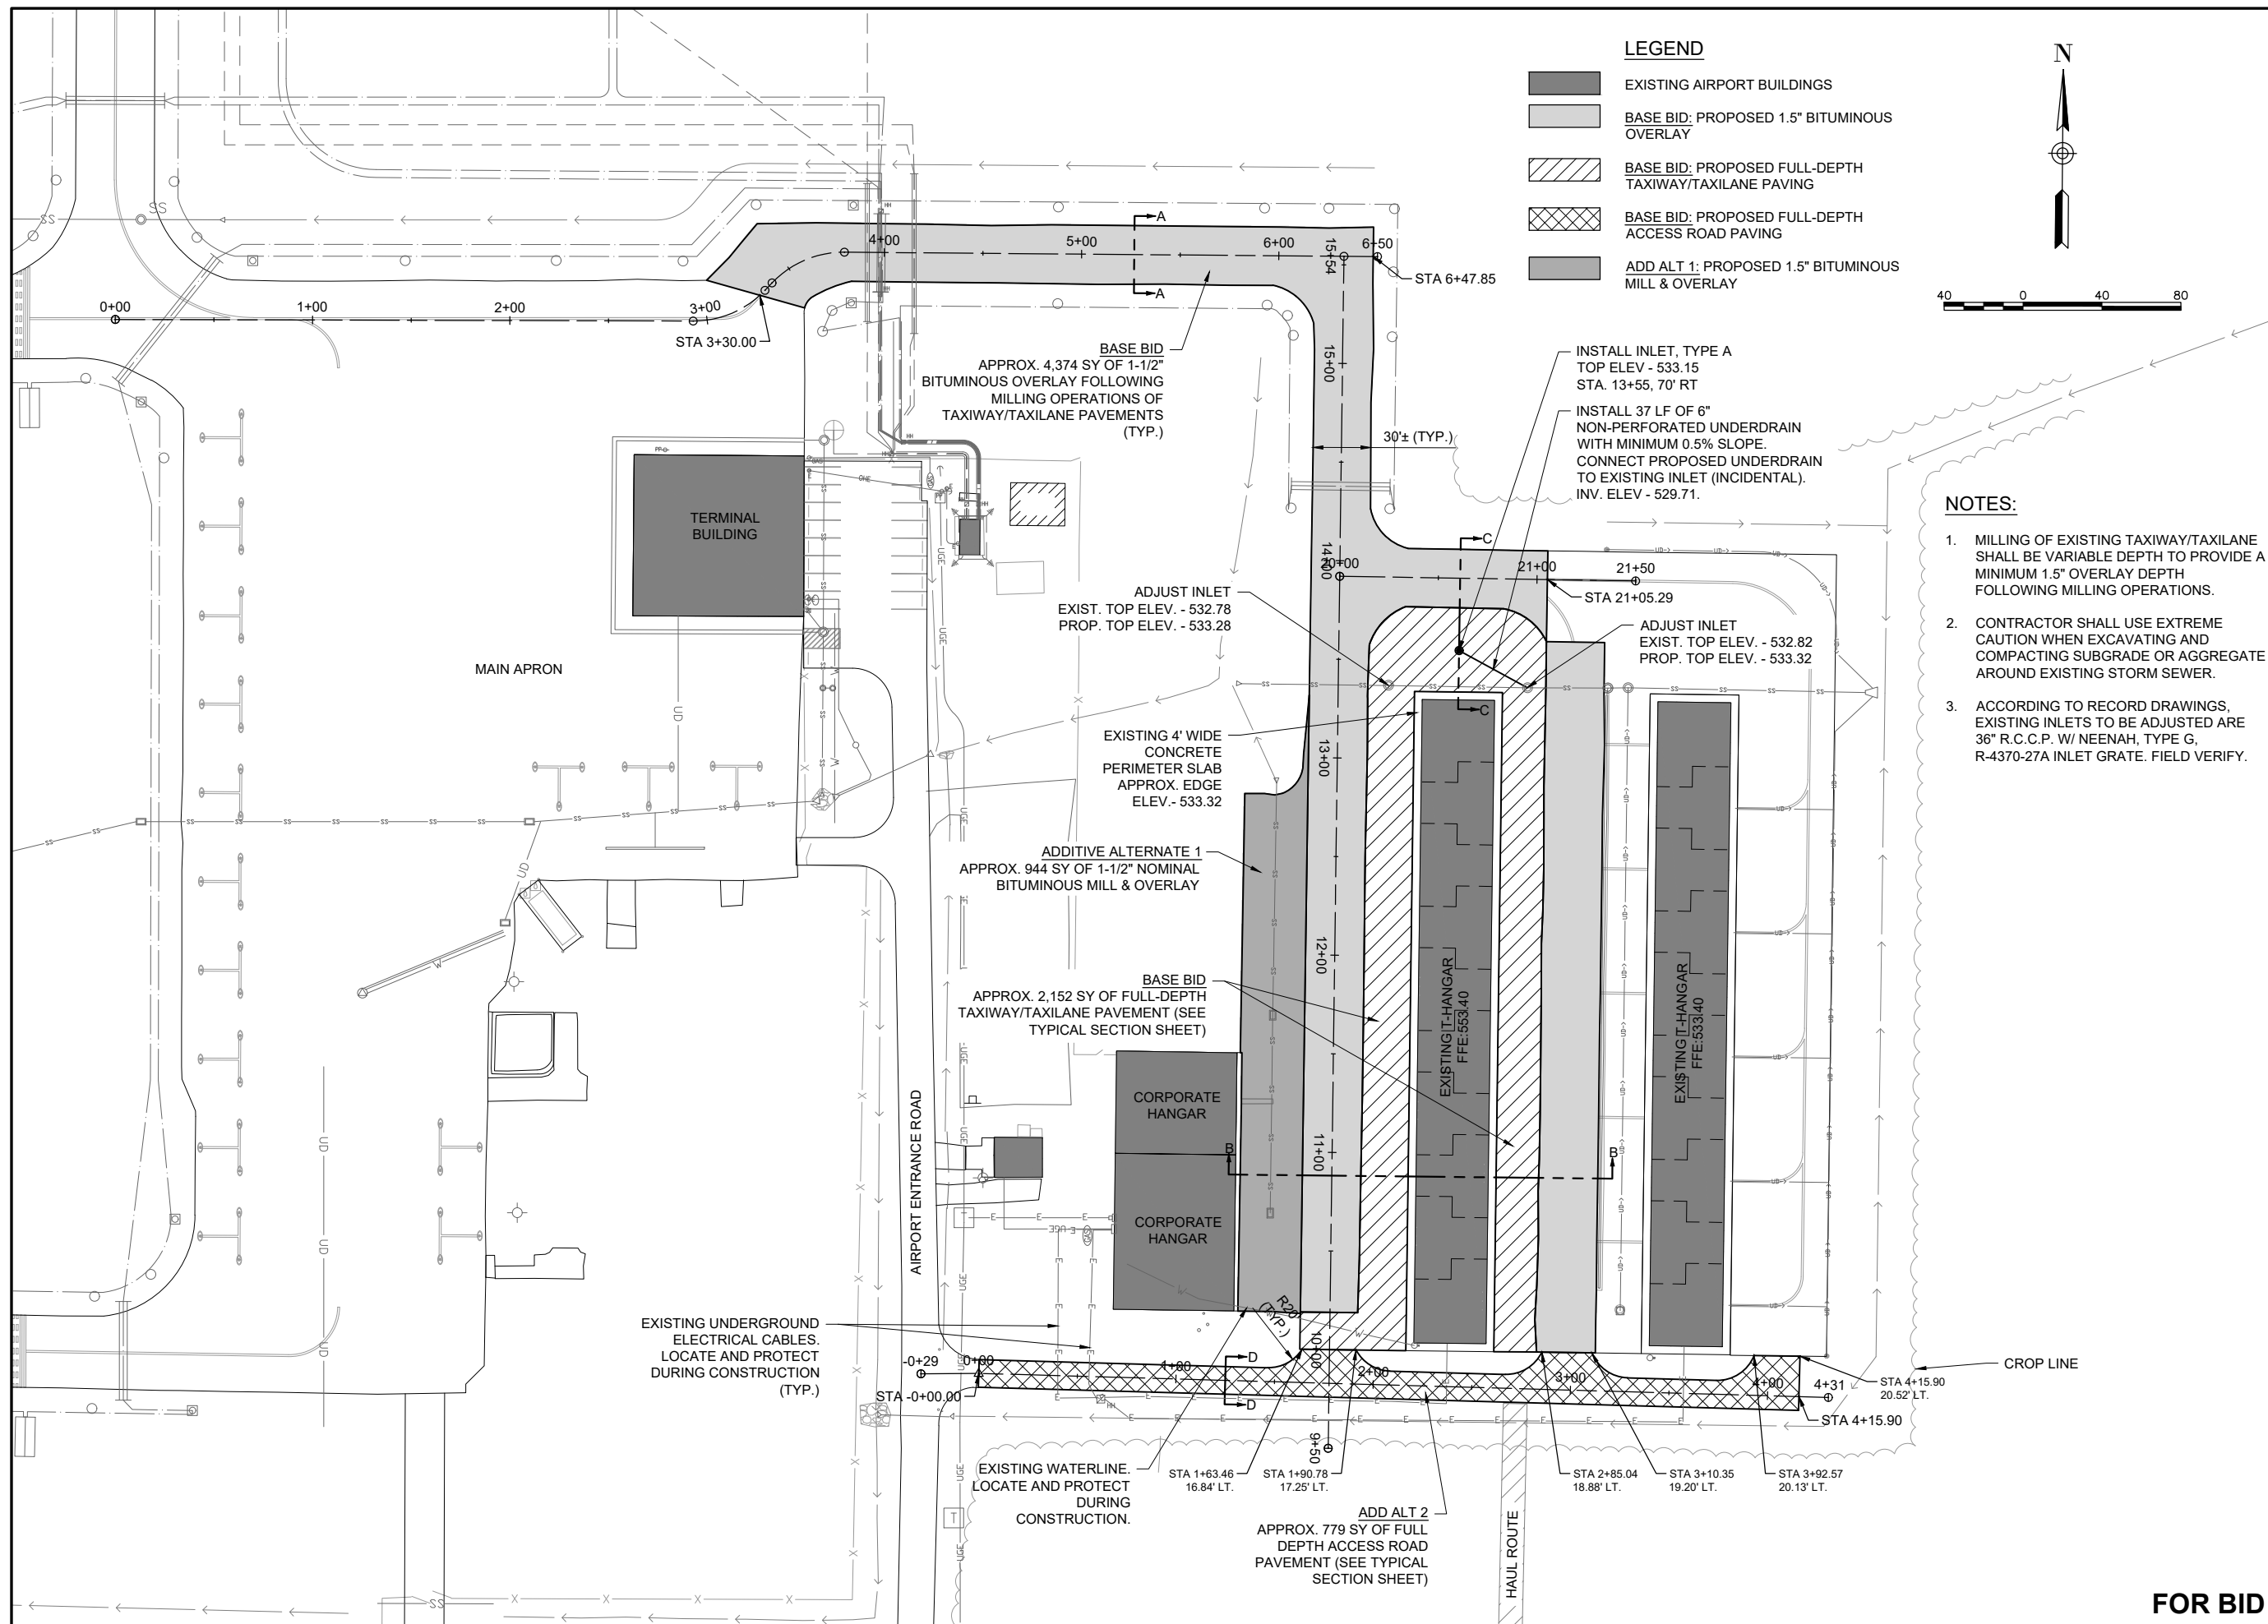 LEGEND
EXISTING AIRPORT BUILDINGS
BASE BID: PROPOSED 1.5" BITUMINOUS
OVERLAY
BASE BID: PROPOSED FULL-DEPTH
TAXIWAY/TAXILANE PAVING
BASE BID: PROPOSED FULL-DEPTH
ACCESS ROAD PAVING
ADD ALT 1: PROPOSED 1.5" BITUMINOUS
MILL & OVERLAY
N
40 0 40 80
NOTES:
1. MILLING OF EXISTING TAXIWAY/TAXILANE
SHALL BE VARIABLE DEPTH TO PROVIDE A
MINIMUM 1.5" OVERLAY DEPTH
FOLLOWING MILLING OPERATIONS.
2. CONTRACTOR SHALL USE EXTREME
CAUTION WHEN EXCAVATING AND
COMPACTING SUBGRADE OR AGGREGATE
AROUND EXISTING STORM SEWER.
3. ACCORDING TO RECORD DRAWINGS,
EXISTING INLETS TO BE ADJUSTED ARE
36" R.C.C.P. W/ NEENAH, TYPE G,
R-4370-27A INLET GRATE. FIELD VERIFY.
0+00
1+00
2+00
3+00
4+00
5+00
6+00
6+50
STA 3+30.00
STA 6+47.85
A
A
15+54
15+00
14+00
13+00
12+00
11+00
10+00
9+50
BASE BID
APPROX. 4,374 SY OF 1-1/2"
BITUMINOUS OVERLAY FOLLOWING
MILLING OPERATIONS OF
TAXIWAY/TAXILANE PAVEMENTS
(TYP.)
30'± (TYP.)
INSTALL INLET, TYPE A
TOP ELEV - 533.15
STA. 13+55, 70' RT
INSTALL 37 LF OF 6"
NON-PERFORATED UNDERDRAIN
WITH MINIMUM 0.5% SLOPE.
CONNECT PROPOSED UNDERDRAIN
TO EXISTING INLET (INCIDENTAL).
INV. ELEV - 529.71.
C
C
20+00
21+00
21+50
STA 21+05.29
ADJUST INLET
EXIST. TOP ELEV. - 532.78
PROP. TOP ELEV. - 533.28
ADJUST INLET
EXIST. TOP ELEV. - 532.82
PROP. TOP ELEV. - 533.32
TERMINAL
BUILDING
MAIN APRON
EXISTING 4' WIDE
CONCRETE
PERIMETER SLAB
APPROX. EDGE
ELEV.- 533.32
ADDITIVE ALTERNATE 1
APPROX. 944 SY OF 1-1/2" NOMINAL
BITUMINOUS MILL & OVERLAY
BASE BID
APPROX. 2,152 SY OF FULL-DEPTH
TAXIWAY/TAXILANE PAVEMENT (SEE
TYPICAL SECTION SHEET)
EXISTING T-HANGAR
FFE:553.40
EXISTING T-HANGAR
FFE:533.40
CORPORATE
HANGAR
CORPORATE
HANGAR
B
B
AIRPORT ENTRANCE ROAD
EXISTING UNDERGROUND
ELECTRICAL CABLES.
LOCATE AND PROTECT
DURING CONSTRUCTION
(TYP.)
R20'
(TYP.)
-0+29
0+00
1+00
2+00
3+00
4+00
4+31
STA -0+00.00
D
D
CROP LINE
STA 4+15.90
20.52' LT.
STA 4+15.90
EXISTING WATERLINE.
LOCATE AND PROTECT
DURING
CONSTRUCTION.
STA 1+63.46
16.84' LT.
STA 1+90.78
17.25' LT.
STA 2+85.04
18.88' LT.
STA 3+10.35
19.20' LT.
STA 3+92.57
20.13' LT.
ADD ALT 2
APPROX. 779 SY OF FULL
DEPTH ACCESS ROAD
PAVEMENT (SEE TYPICAL
SECTION SHEET)
HAUL ROUTE
FOR BID